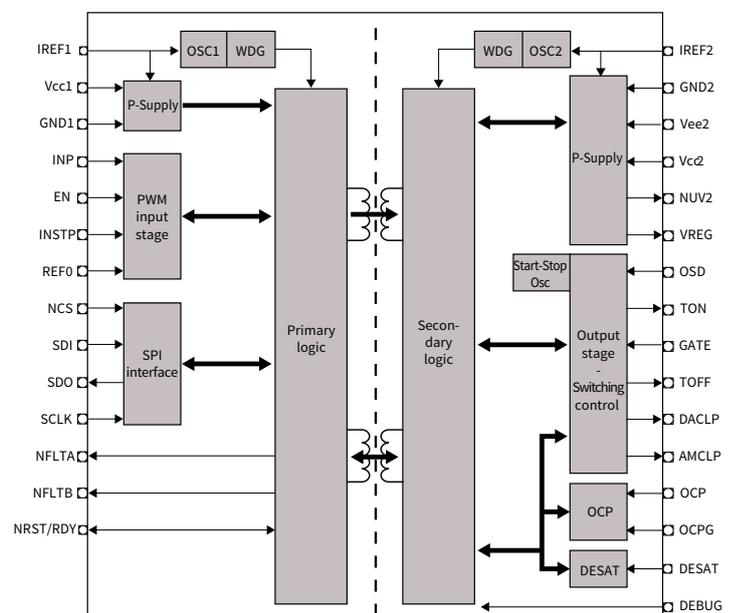 IREF1
OSC1 WDG
WDG OSC2
IREF2
Vcc1
GND1
P-Supply
INP
EN
INSTP
REF0
PWM
input
stage
NCS
SDI
SDO
SCLK
SPI
interface
NFLTA
NFLTB
NRST/RDY
Primary
logic
Secon-
dary
logic
P-Supply
GND2
Vee2
Vcc2
NUV2
VREG
Start-Stop
Osc
Output
stage
-
Switching
control
OSD
TON
GATE
TOFF
DACLP
AMCLP
OCP
OCP
OCPG
DESAT
DESAT
DEBUG